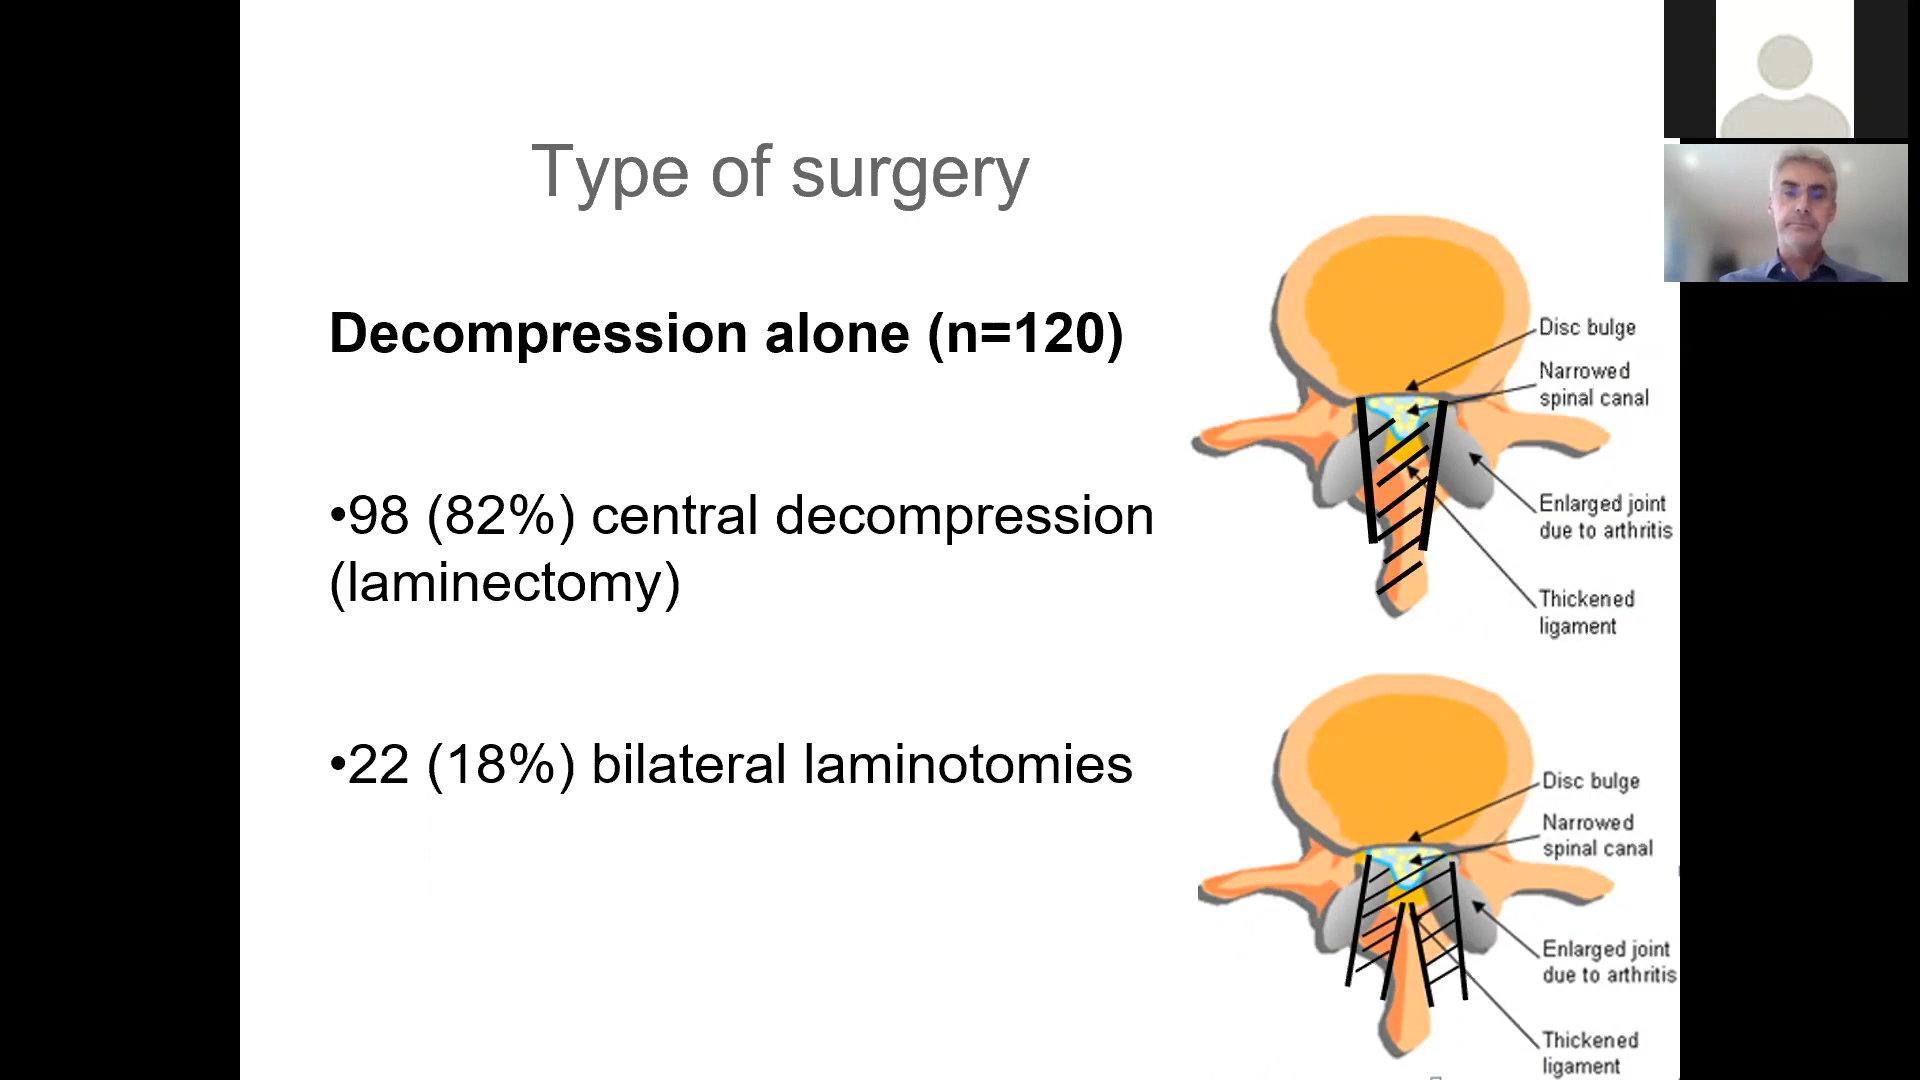 Type of surgery
Decompression alone (n=120)
•98 (82%) central decompression
(laminectomy)
•22 (18%) bilateral laminotomies
Disc bulge
Narrowed
spinal canal
Enlarged joint
due to arthritis
Thickened
ligament
Disc bulge
Narrowed
spinal canal
Enlarged joint
due to arthritis
Thickened
ligament